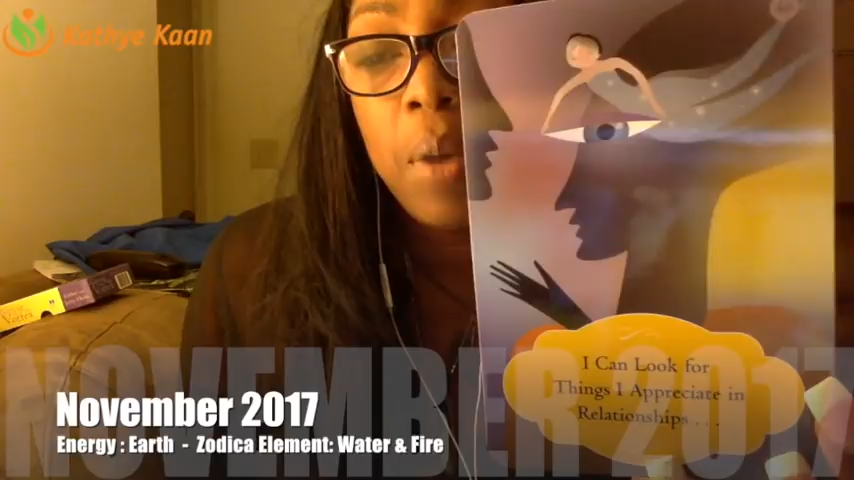 Kathye Kaan
I Can Look for
Things I Appreciate in
Relationships . . .
NOVEMBER 2017
November 2017
Energy : Earth - Zodica Element: Water & Fire